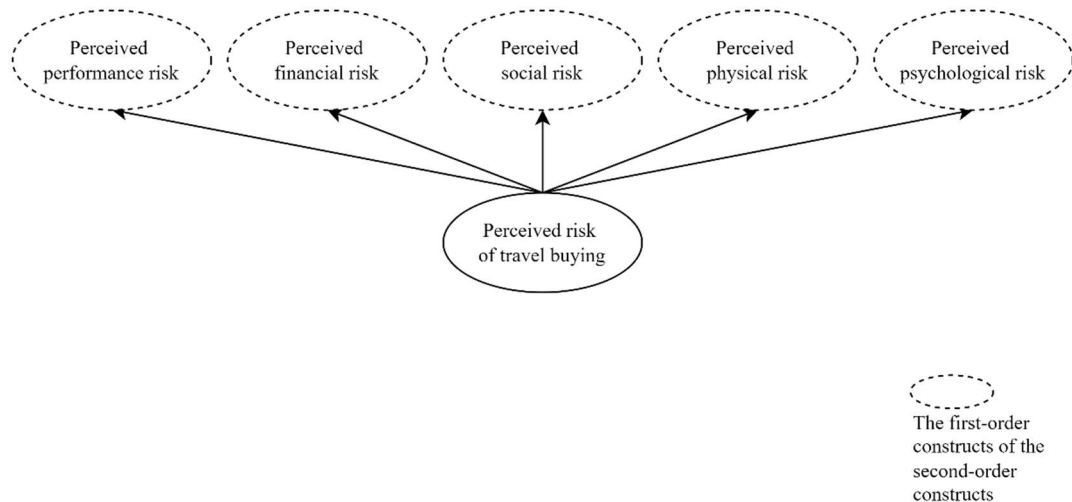 Perceived
performance risk
Perceived
financial risk
Perceived
social risk
Perceived
physical risk
Perceived
psychological risk
Perceived risk
of travel buying
The first-order
constructs of the
second-order
constructs